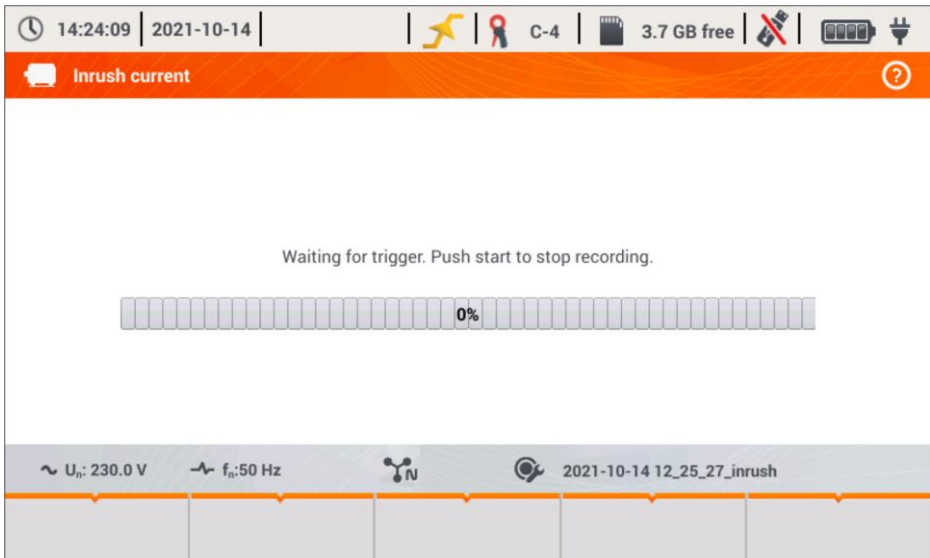 14:24:09 2021-10-14 C-4 3.7 GB free
Inrush current ?
Waiting for trigger. Push start to stop recording.
0%
Uₙ: 230.0 V fₙ:50 Hz N 2021-10-14 12_25_27_inrush